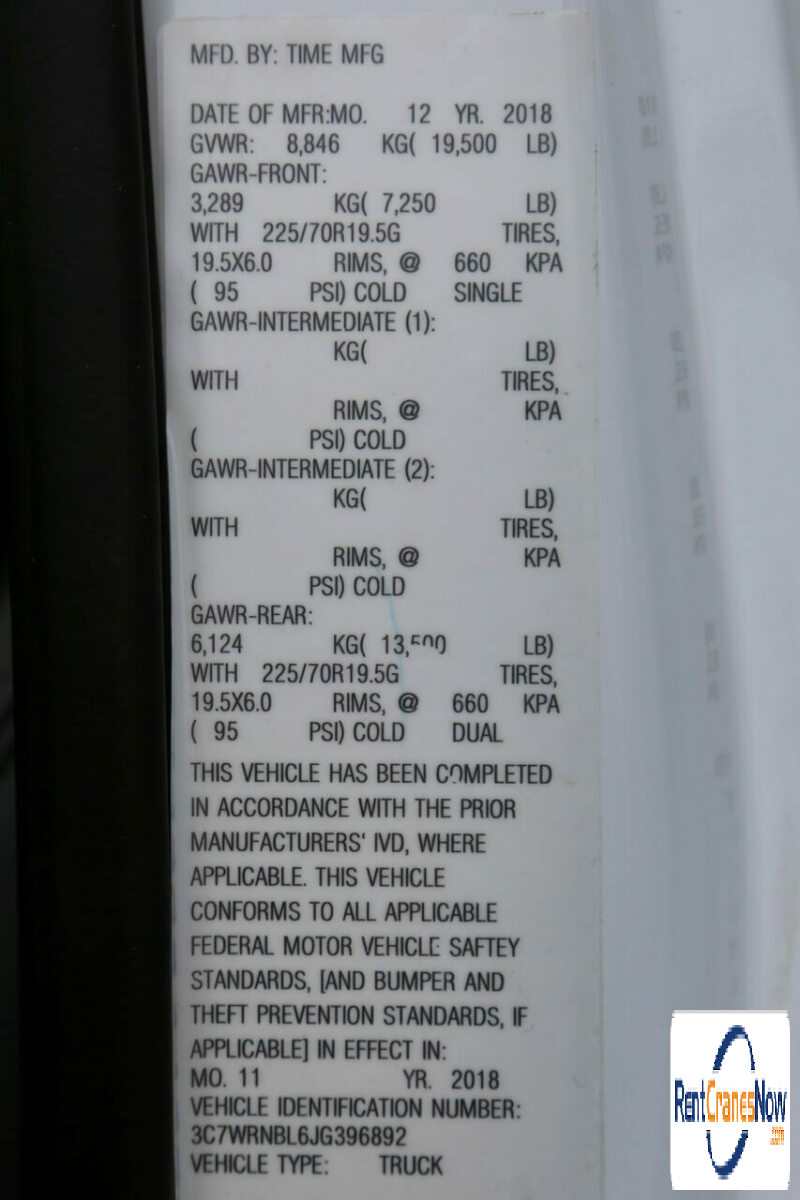 MFD. BY: TIME MFG
DATE OF MFR:MO. 12 YR. 2018
GVWR: 8,846 KG( 19,500 LB)
GAWR-FRONT:
3,289 KG( 7,250 LB)
WITH 225/70R19.5G TIRES,
19.5X6.0 RIMS, @ 660 KPA
( 95 PSI) COLD SINGLE
GAWR-INTERMEDIATE (1):
KG( LB)
WITH TIRES,
RIMS, @ KPA
( PSI) COLD
GAWR-INTERMEDIATE (2):
KG( LB)
WITH TIRES,
RIMS, @ KPA
( PSI) COLD
GAWR-REAR:
6,124 KG( 13,500 LB)
WITH 225/70R19.5G TIRES,
19.5X6.0 RIMS, @ 660 KPA
( 95 PSI) COLD DUAL
THIS VEHICLE HAS BEEN COMPLETED
IN ACCORDANCE WITH THE PRIOR
MANUFACTURERS' IVD, WHERE
APPLICABLE. THIS VEHICLE
CONFORMS TO ALL APPLICABLE
FEDERAL MOTOR VEHICLE SAFTEY
STANDARDS, [AND BUMPER AND
THEFT PREVENTION STANDARDS, IF
APPLICABLE] IN EFFECT IN:
MO. 11 YR. 2018
VEHICLE IDENTIFICATION NUMBER:
3C7WRNBL6JG396892
VEHICLE TYPE: TRUCK
RentCranesNow
.com